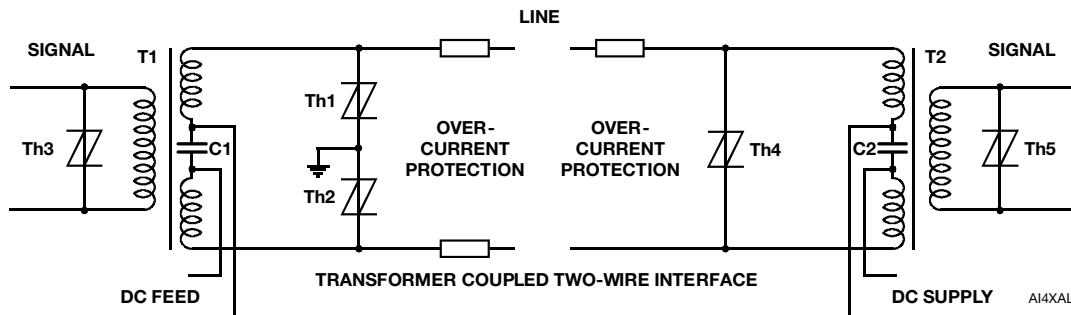 LINE
SIGNAL
T1
T2
SIGNAL
Th1
Th3
C1
OVER-
CURRENT
PROTECTION
OVER-
CURRENT
PROTECTION
Th4
C2
Th5
Th2
TRANSFORMER COUPLED TWO-WIRE INTERFACE
DC FEED
DC SUPPLY
AI4XAL